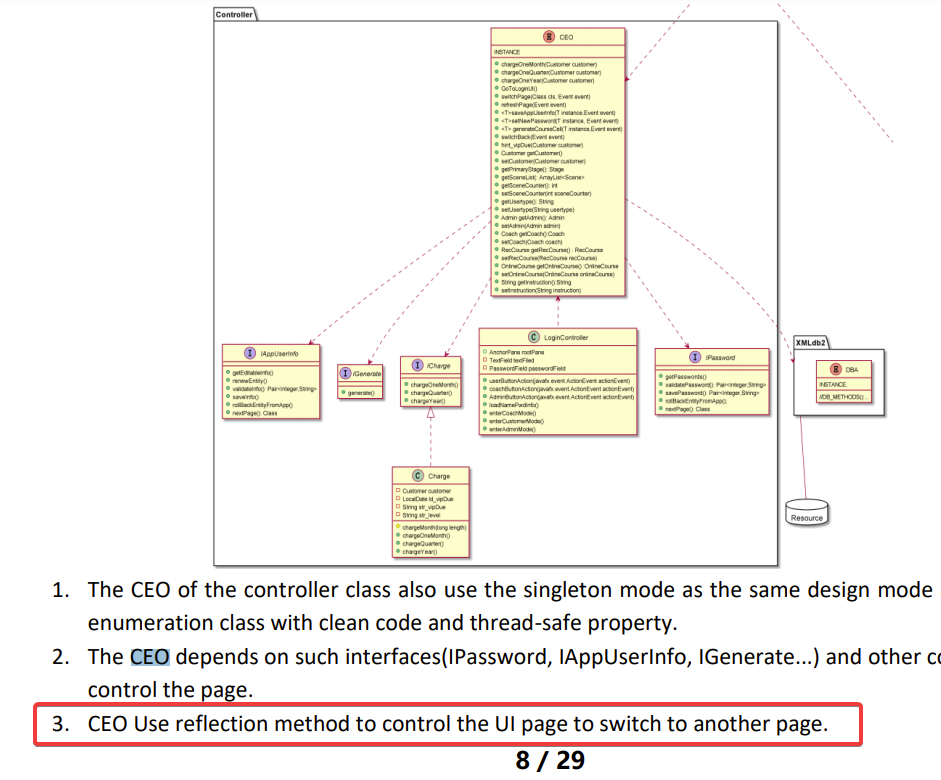 Controller
E CEO
INSTANCE
chargeOneMonth(Customer customer)
chargeOneQuarter(Customer customer)
chargeOneYear(Customer customer)
GoToLoginUI()
switchPage(Class cls, Event event)
refreshPage(Event event)
<T>saveAppUserInfo(T instance,Event event)
<T>setNewPassword(T instance, Event event)
<T> generateCourseCell(T instance,Event event)
switchBack(Event event)
hint_vipDue(Customer customer)
Customer getCustomer()
setCustomer(Customer customer)
getPrimaryStage(): Stage
getSceneList(: ArrayList<Scene>
getSceneCounter(): int
setSceneCounter(int sceneCounter)
getUsertype(): String
setUsertype(String usertype)
Admin getAdmin(): Admin
setAdmin(Admin admin)
Coach getCoach():Coach
setCoach(Coach coach)
RecCourse getRecCourse() : RecCourse
setRecCourse(RecCourse recCourse)
OnlineCourse getOnlineCourse() :OnlineCourse
setOnlineCourse(OnlineCourse onlineCourse)
String getInstruction():String
setInstruction(String instruction)
I IAppUserInfo
getEditableInfo()
renewEntity()
validateInfo() Pair<Integer,String>
saveInfo()
rollBackEntityFromApp()
nextPage() Class
I IGenerate
generate()
I ICharge
chargeOneMonth()
chargeQuarter()
chargeYear()
C LoginController
AnchorPane rootPane
TextField textField
PasswordField passwordField
userButtonAction(javafx.event.ActionEvent actionEvent)
coachButtonAction(javafx.event.ActionEvent actionEvent)
AdminButtonAction(javafx.event.ActionEvent actionEvent)
loadNamePwdInfo()
enterCoachMode()
enterCustomerMode()
enterAdminMode()
I IPassword
getPasswords()
validatePassword(): Pair<Integer,String>
savePassword(): Pair<Integer,String>
rollBackEntityFromApp();
nextPage(): Class
XMLdb2
E DBA
INSTANCE
//DB_METHODS()...
C Charge
Customer customer
LocalDate ld_vipDue
String str_vipDue
String str_level
chargeMonth(long length)
chargeOneMonth()
chargeQuarter()
chargeYear()
Resource
1. The CEO of the controller class also use the singleton mode as the same design mode
enumeration class with clean code and thread-safe property.
2. The CEO depends on such interfaces(IPassword, IAppUserInfo, IGenerate...) and other
control the page.
3. CEO Use reflection method to control the UI page to switch to another page.
8 / 29